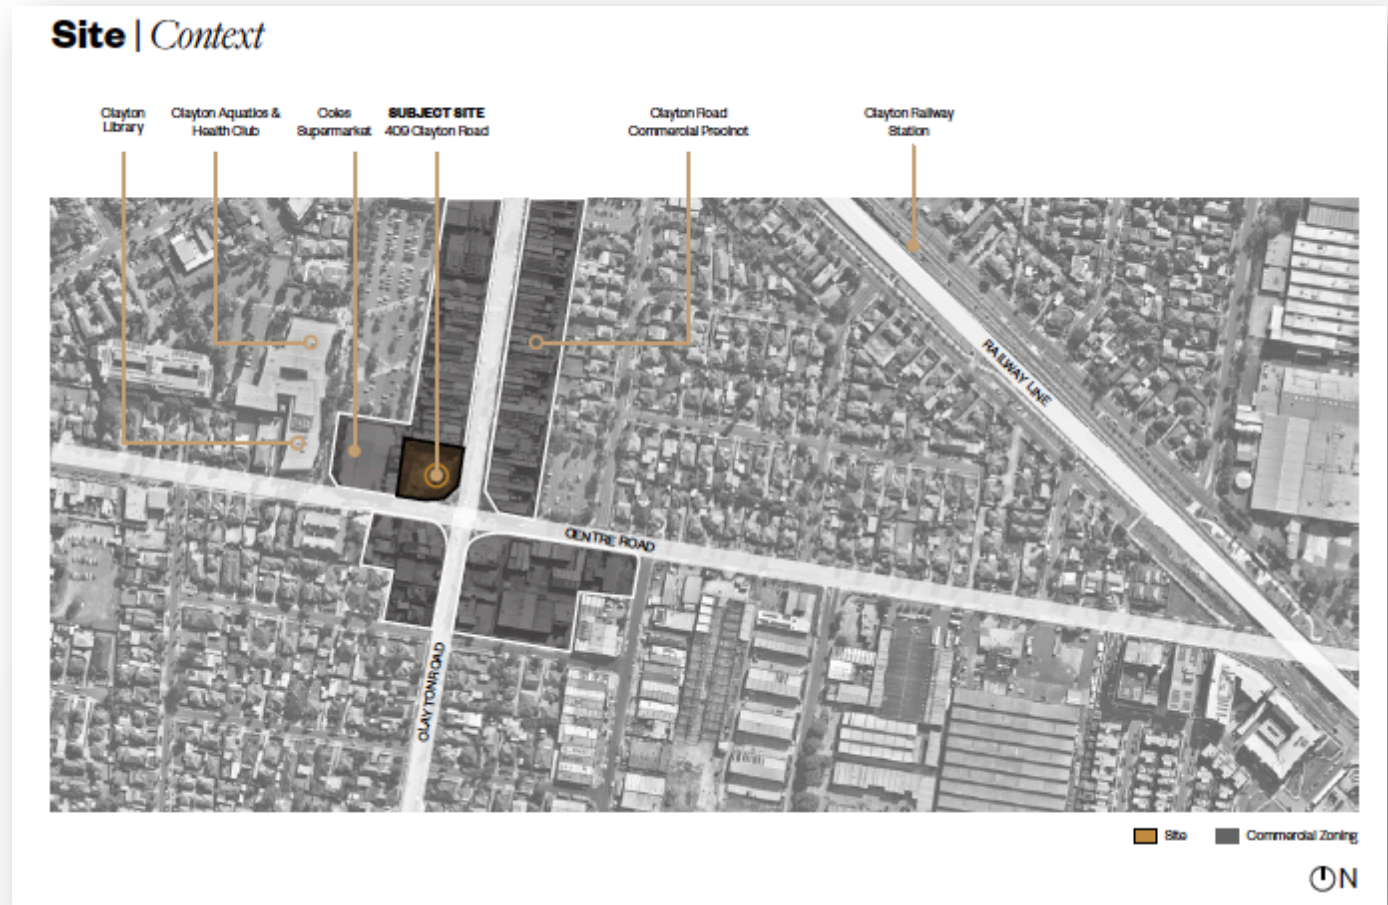 Site | Context
Clayton
Library
Clayton Aquatics &
Health Club
Coles
Supermarket
SUBJECT SITE
409 Clayton Road
Clayton Road
Commercial Precinct
Clayton Railway
Station
RAILWAY LINE
CENTRE ROAD
CLAYTON ROAD
Site
Commercial Zoning
N